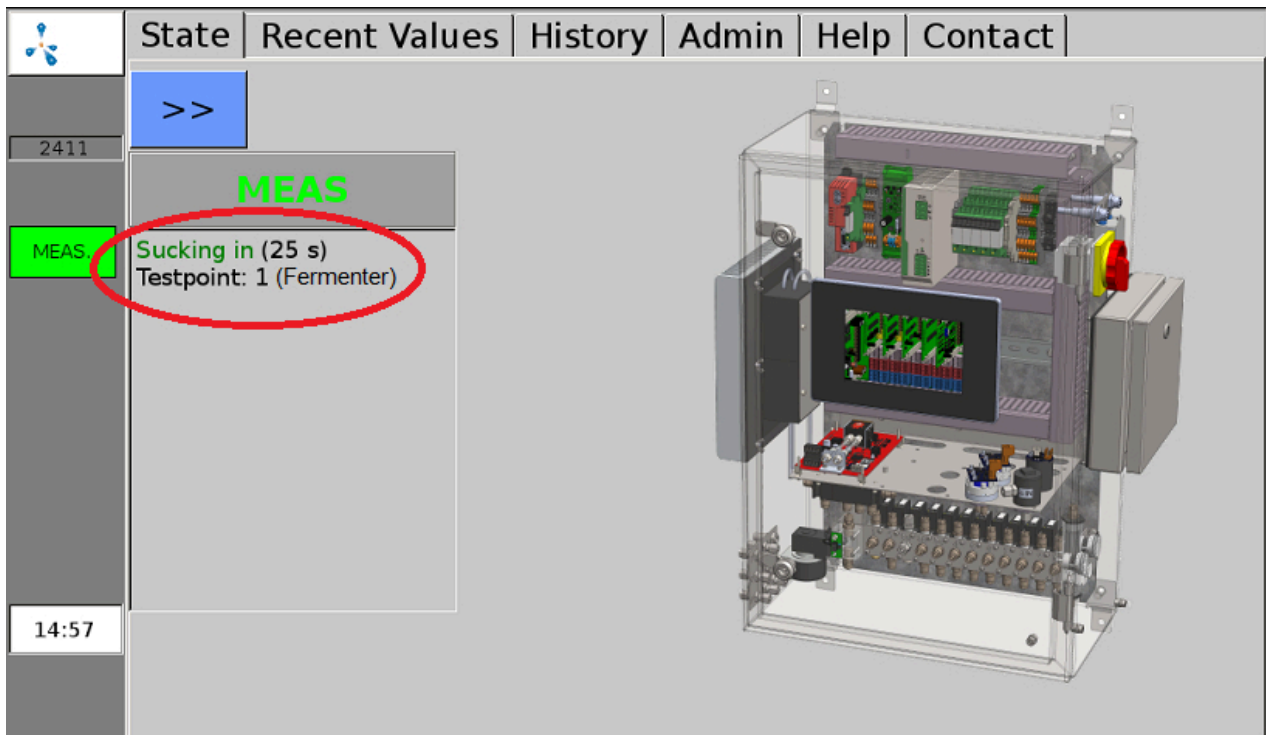 State Recent Values History Admin Help Contact
>>
2411
MEAS
MEAS.
Sucking in (25 s)
Testpoint: 1 (Fermenter)
14:57